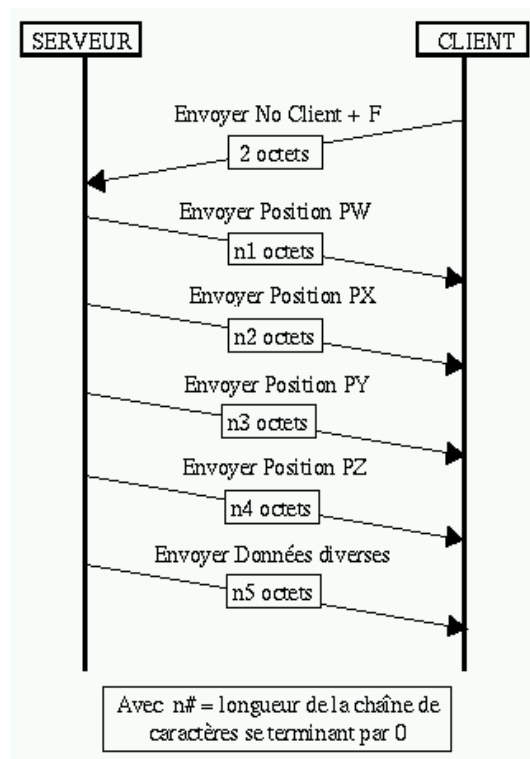 SERVEUR
CLIENT
Envoyer No Client + F
2 octets
Envoyer Position PW
n1 octets
Envoyer Position PX
n2 octets
Envoyer Position PY
n3 octets
Envoyer Position PZ
n4 octets
Envoyer Données diverses
n5 octets
Avec n# = longueur de la chaîne de
caractères se terminant par 0